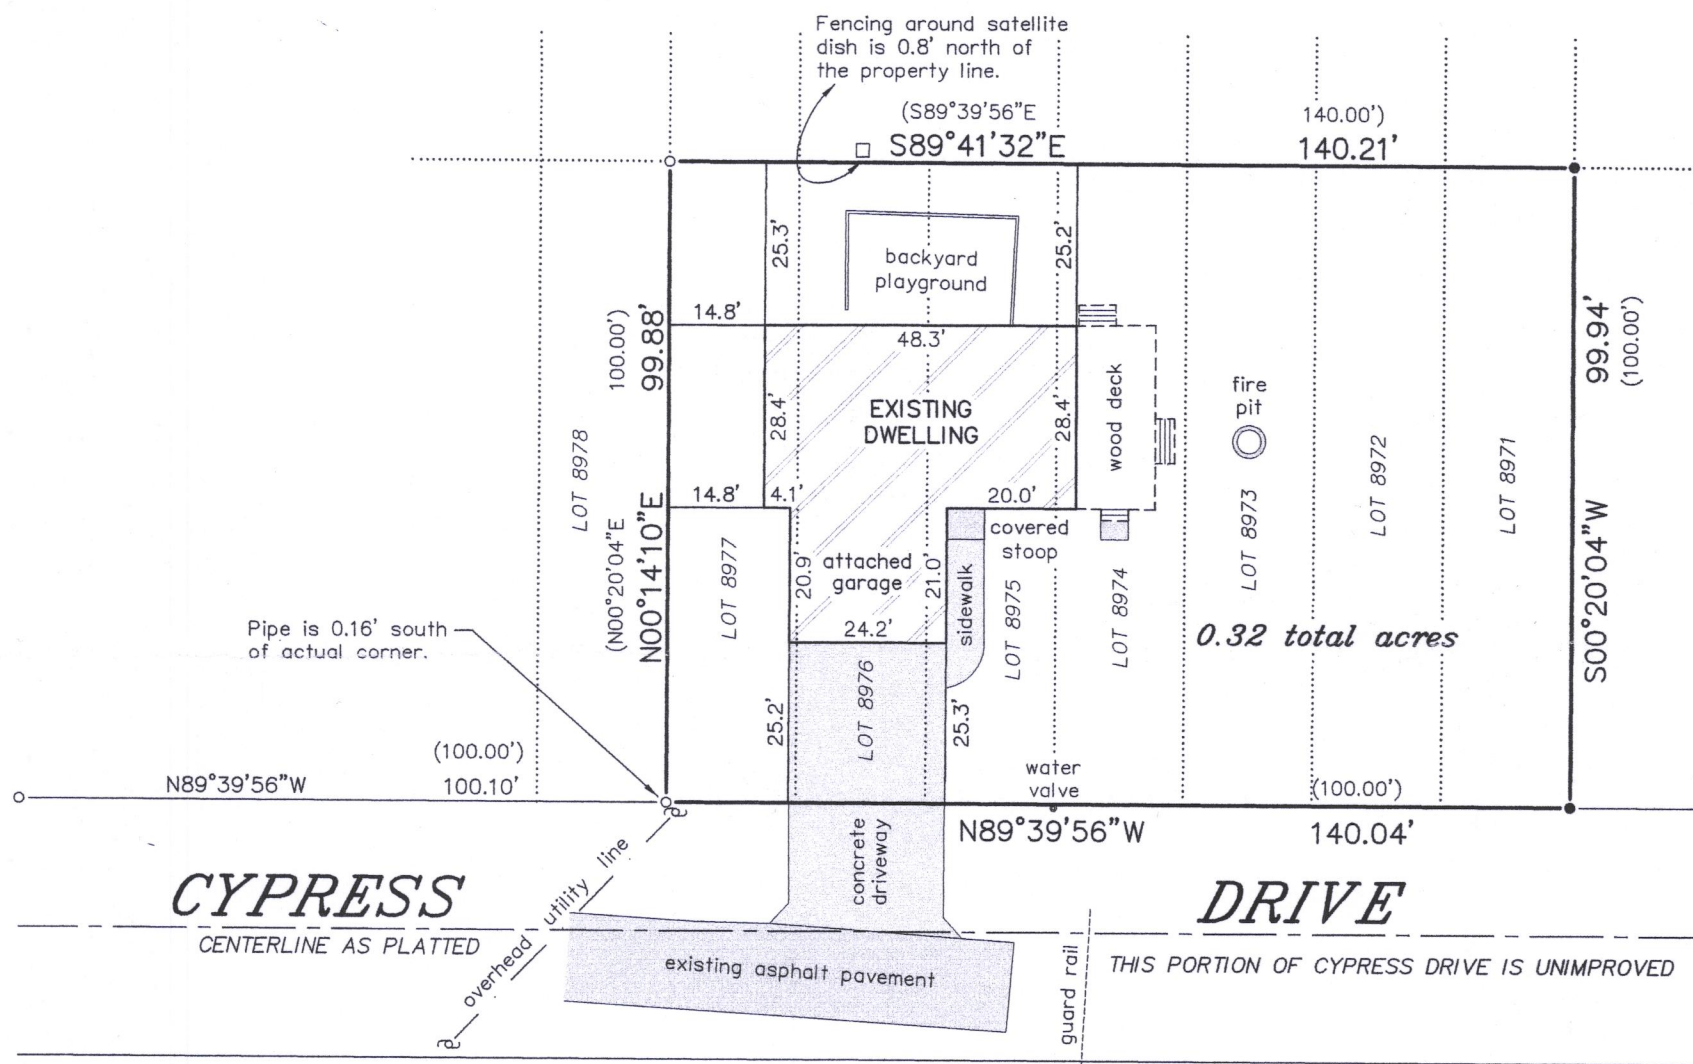 Fencing around satellite
dish is 0.8' north of
the property line.
(S89°39'56"E
140.00')
S89°41'32"E
140.21'
25.3'
25.2'
backyard
playground
14.8'
48.3'
(100.00')
99.88'
99.94'
(100.00')
EXISTING
DWELLING
28.4'
28.4'
wood deck
fire
pit
LOT 8978
LOT 8973
LOT 8972
LOT 8971
14.8'
4.1'
20.0'
covered
stoop
(N00°20'04"E
N00°14'10"E
S00°20'04"W
LOT 8977
20.9'
attached
garage
21.0'
sidewalk
LOT 8975
LOT 8974
24.2'
0.32 total acres
Pipe is 0.16' south
of actual corner.
25.2'
LOT 8976
25.3'
water
valve
(100.00')
N89°39'56"W
100.10'
(100.00')
N89°39'56"W
140.04'
concrete
driveway
CYPRESS
DRIVE
CENTERLINE AS PLATTED
overhead utility line
existing asphalt pavement
guard rail
THIS PORTION OF CYPRESS DRIVE IS UNIMPROVED